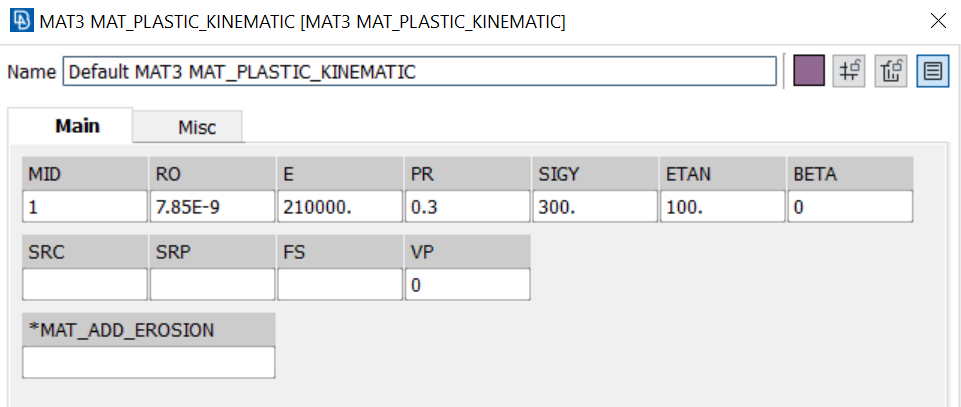 MAT3 MAT_PLASTIC_KINEMATIC [MAT3 MAT_PLASTIC_KINEMATIC]
Name Default MAT3 MAT_PLASTIC_KINEMATIC
Main Misc
MID RO E PR SIGY ETAN BETA
1 7.85E-9 210000. 0.3 300. 100. 0
SRC SRP FS VP
0
*MAT_ADD_EROSION